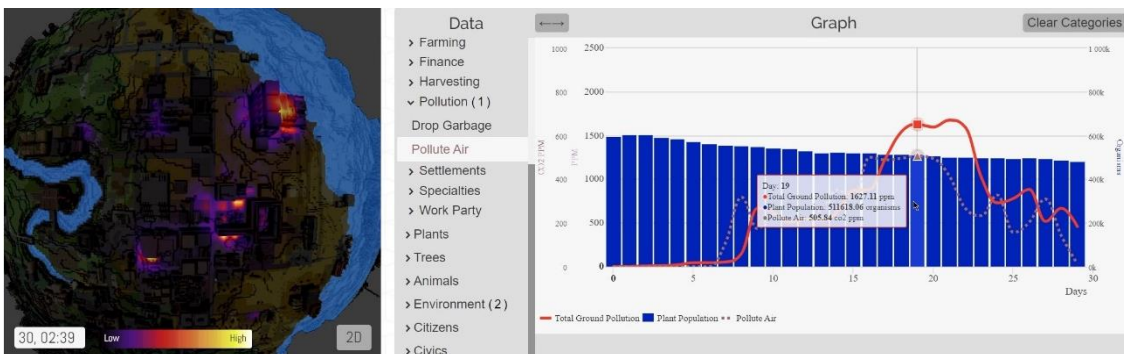 30, 02:39
Low
High
2D
Data
> Farming
> Finance
> Harvesting
Pollution (1)
Drop Garbage
Pollute Air
> Settlements
> Specialties
> Work Party
> Plants
> Trees
> Animals
> Environment (2)
> Citizens
> Civics
←→
Graph
Clear Categories
1000
800
600
400
200
0
CO2 PPM
2500
2000
1500
1000
500
0
PPM
1 000k
800k
600k
400k
200k
0k
Organisms
Day: 19
Total Ground Pollution: 1627.11 ppm
Plant Population: 511618.06 organisms
Pollute Air: 505.84 co2 ppm
0 5 10 15 20 25 30
Days
Total Ground Pollution Plant Population Pollute Air